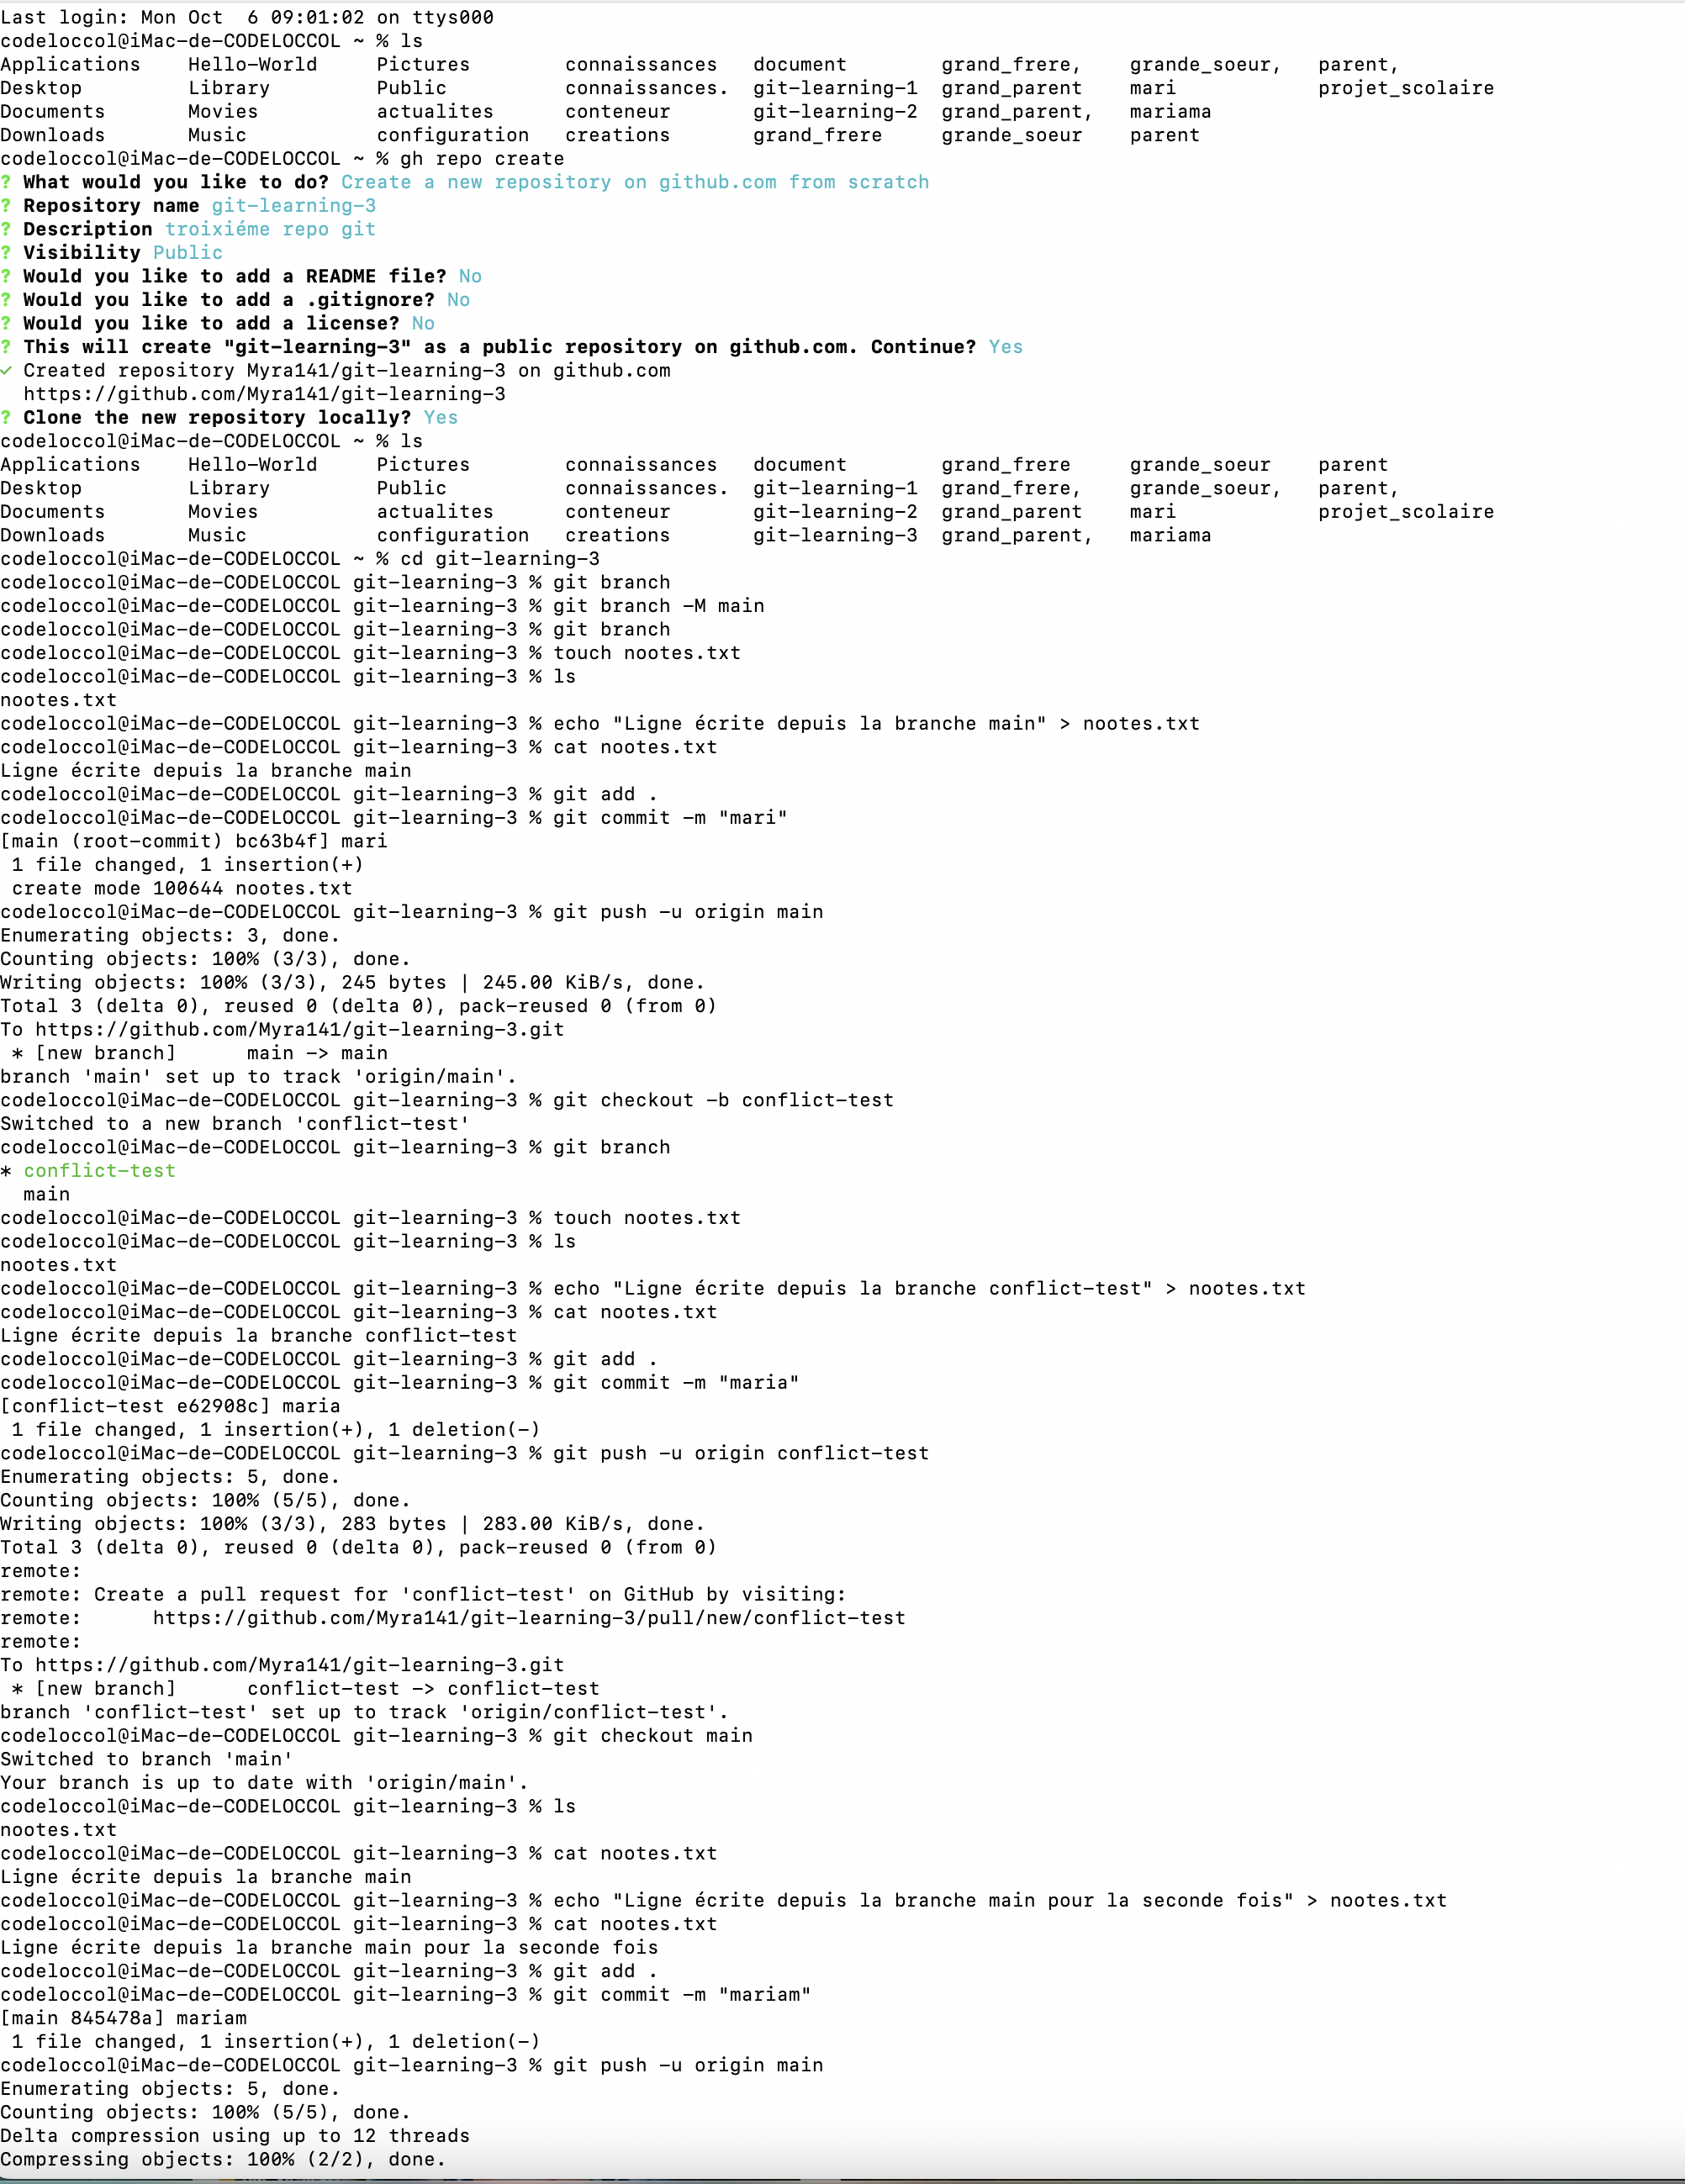 Last login: Mon Oct  6 09:01:02 on ttys000
codeloccol@iMac-de-CODELOCCOL ~ % ls
Applications    Hello-World     Pictures        connaissances   document        grand_frere,    grande_soeur,   parent,
Desktop         Library         Public          connaissances.  git-learning-1  grand_parent    mari            projet_scolaire
Documents       Movies          actualites      conteneur       git-learning-2  grand_parent,   mariama
Downloads       Music           configuration   creations       grand_frere     grande_soeur    parent
codeloccol@iMac-de-CODELOCCOL ~ % gh repo create
? What would you like to do? Create a new repository on github.com from scratch
? Repository name git-learning-3
? Description troixiéme repo git
? Visibility Public
? Would you like to add a README file? No
? Would you like to add a .gitignore? No
? Would you like to add a license? No
? This will create "git-learning-3" as a public repository on github.com. Continue? Yes
✓ Created repository Myra141/git-learning-3 on github.com
  https://github.com/Myra141/git-learning-3
? Clone the new repository locally? Yes
codeloccol@iMac-de-CODELOCCOL ~ % ls
Applications    Hello-World     Pictures        connaissances   document        grand_frere     grande_soeur    parent
Desktop         Library         Public          connaissances.  git-learning-1  grand_frere,    grande_soeur,   parent,
Documents       Movies          actualites      conteneur       git-learning-2  grand_parent    mari            projet_scolaire
Downloads       Music           configuration   creations       git-learning-3  grand_parent,   mariama
codeloccol@iMac-de-CODELOCCOL ~ % cd git-learning-3
codeloccol@iMac-de-CODELOCCOL git-learning-3 % git branch
codeloccol@iMac-de-CODELOCCOL git-learning-3 % git branch -M main
codeloccol@iMac-de-CODELOCCOL git-learning-3 % git branch
codeloccol@iMac-de-CODELOCCOL git-learning-3 % touch nootes.txt
codeloccol@iMac-de-CODELOCCOL git-learning-3 % ls
nootes.txt
codeloccol@iMac-de-CODELOCCOL git-learning-3 % echo "Ligne écrite depuis la branche main" > nootes.txt
codeloccol@iMac-de-CODELOCCOL git-learning-3 % cat nootes.txt
Ligne écrite depuis la branche main
codeloccol@iMac-de-CODELOCCOL git-learning-3 % git add .
codeloccol@iMac-de-CODELOCCOL git-learning-3 % git commit -m "mari"
[main (root-commit) bc63b4f] mari
 1 file changed, 1 insertion(+)
 create mode 100644 nootes.txt
codeloccol@iMac-de-CODELOCCOL git-learning-3 % git push -u origin main
Enumerating objects: 3, done.
Counting objects: 100% (3/3), done.
Writing objects: 100% (3/3), 245 bytes | 245.00 KiB/s, done.
Total 3 (delta 0), reused 0 (delta 0), pack-reused 0 (from 0)
To https://github.com/Myra141/git-learning-3.git
 * [new branch]      main -> main
branch 'main' set up to track 'origin/main'.
codeloccol@iMac-de-CODELOCCOL git-learning-3 % git checkout -b conflict-test
Switched to a new branch 'conflict-test'
codeloccol@iMac-de-CODELOCCOL git-learning-3 % git branch
* conflict-test
  main
codeloccol@iMac-de-CODELOCCOL git-learning-3 % touch nootes.txt
codeloccol@iMac-de-CODELOCCOL git-learning-3 % ls
nootes.txt
codeloccol@iMac-de-CODELOCCOL git-learning-3 % echo "Ligne écrite depuis la branche conflict-test" > nootes.txt
codeloccol@iMac-de-CODELOCCOL git-learning-3 % cat nootes.txt
Ligne écrite depuis la branche conflict-test
codeloccol@iMac-de-CODELOCCOL git-learning-3 % git add .
codeloccol@iMac-de-CODELOCCOL git-learning-3 % git commit -m "maria"
[conflict-test e62908c] maria
 1 file changed, 1 insertion(+), 1 deletion(-)
codeloccol@iMac-de-CODELOCCOL git-learning-3 % git push -u origin conflict-test
Enumerating objects: 5, done.
Counting objects: 100% (5/5), done.
Writing objects: 100% (3/3), 283 bytes | 283.00 KiB/s, done.
Total 3 (delta 0), reused 0 (delta 0), pack-reused 0 (from 0)
remote:
remote: Create a pull request for 'conflict-test' on GitHub by visiting:
remote:      https://github.com/Myra141/git-learning-3/pull/new/conflict-test
remote:
To https://github.com/Myra141/git-learning-3.git
 * [new branch]      conflict-test -> conflict-test
branch 'conflict-test' set up to track 'origin/conflict-test'.
codeloccol@iMac-de-CODELOCCOL git-learning-3 % git checkout main
Switched to branch 'main'
Your branch is up to date with 'origin/main'.
codeloccol@iMac-de-CODELOCCOL git-learning-3 % ls
nootes.txt
codeloccol@iMac-de-CODELOCCOL git-learning-3 % cat nootes.txt
Ligne écrite depuis la branche main
codeloccol@iMac-de-CODELOCCOL git-learning-3 % echo "Ligne écrite depuis la branche main pour la seconde fois" > nootes.txt
codeloccol@iMac-de-CODELOCCOL git-learning-3 % cat nootes.txt
Ligne écrite depuis la branche main pour la seconde fois
codeloccol@iMac-de-CODELOCCOL git-learning-3 % git add .
codeloccol@iMac-de-CODELOCCOL git-learning-3 % git commit -m "mariam"
[main 845478a] mariam
 1 file changed, 1 insertion(+), 1 deletion(-)
codeloccol@iMac-de-CODELOCCOL git-learning-3 % git push -u origin main
Enumerating objects: 5, done.
Counting objects: 100% (5/5), done.
Delta compression using up to 12 threads
Compressing objects: 100% (2/2), done.